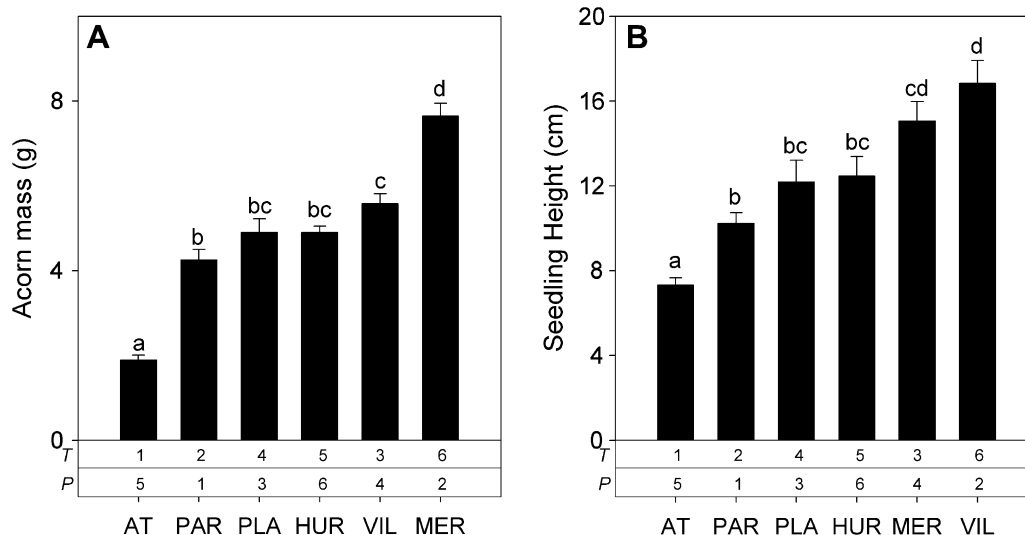 A
Acorn mass (g)
8
4
0
a
b
bc
bc
c
d
T 1 2 4 5 3 6
P 5 1 3 6 4 2
AT PAR PLA HUR VIL MER
B
Seedling Height (cm)
20
16
12
8
4
0
a
b
bc
bc
cd
d
T 1 2 4 5 3 6
P 5 1 3 6 4 2
AT PAR PLA HUR MER VIL